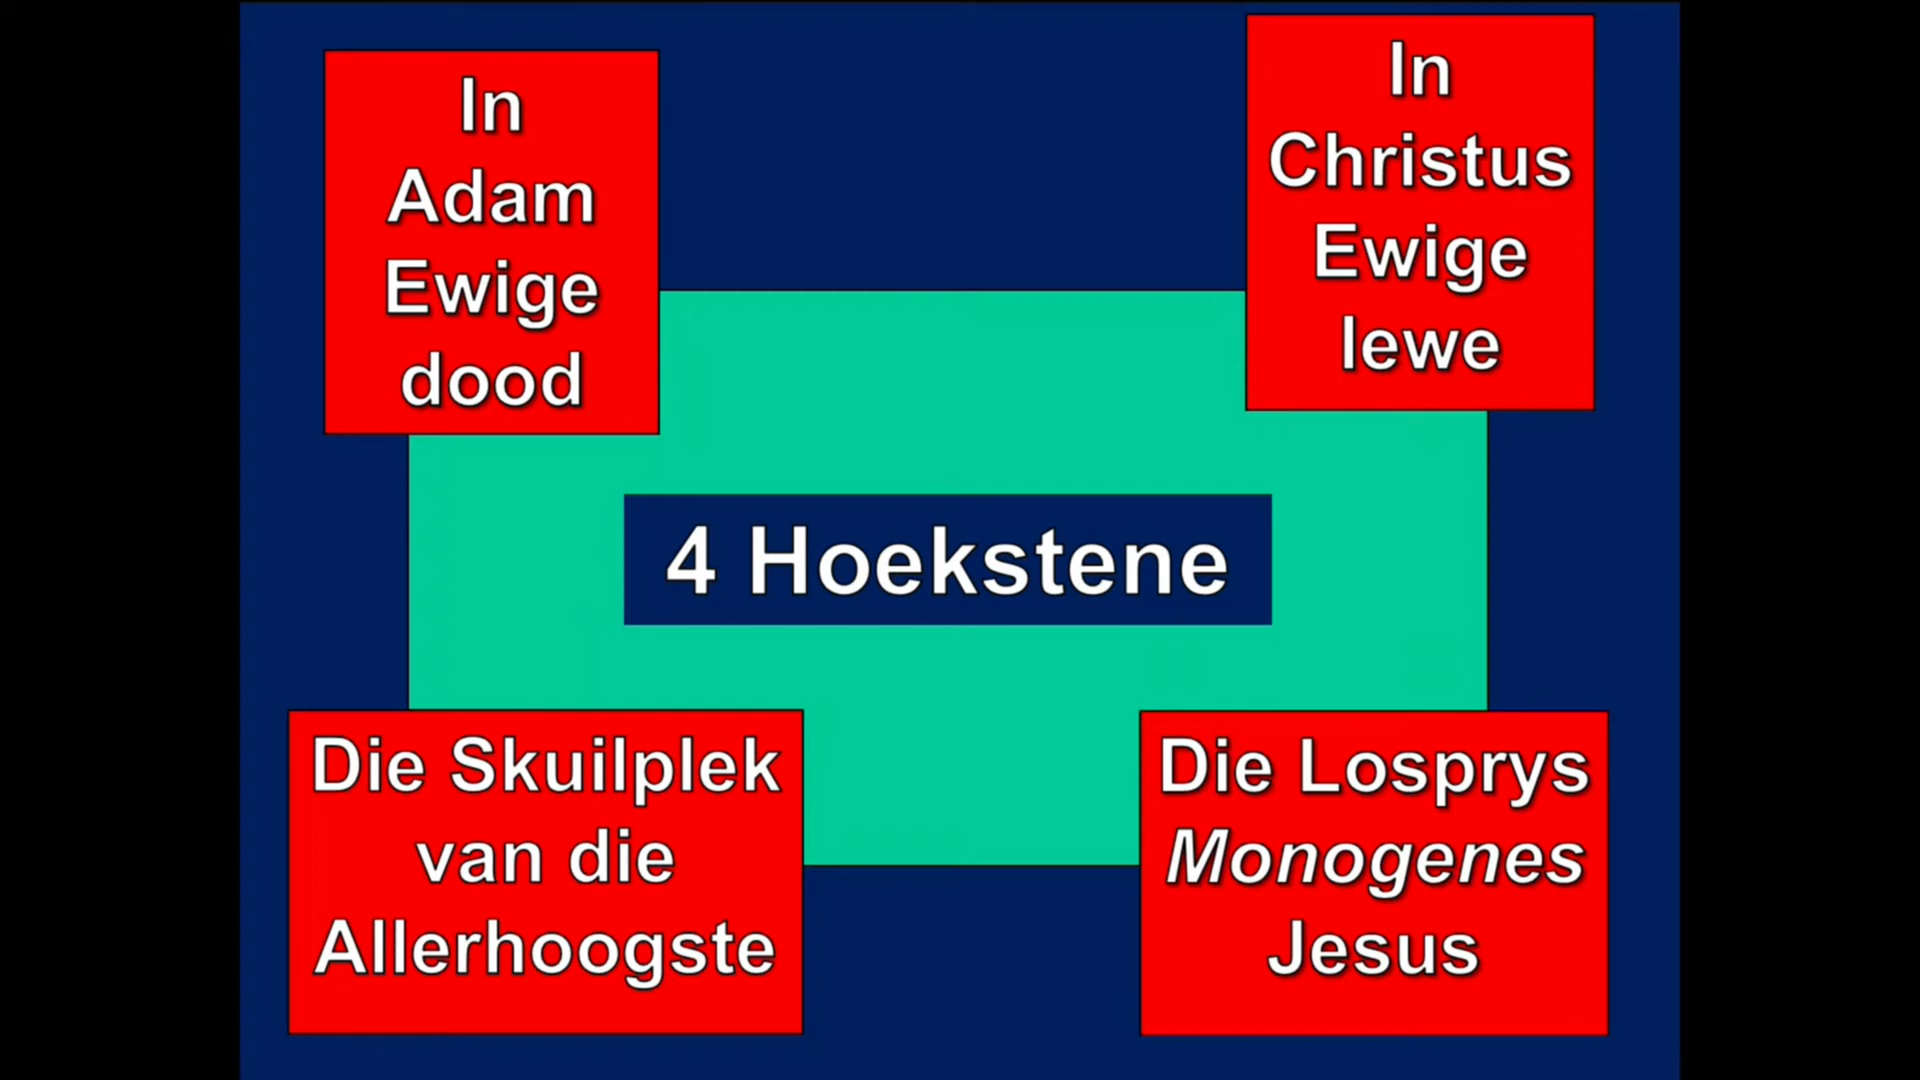 In
Adam
Ewige
dood
In
Christus
Ewige
lewe
4 Hoekstene
Die Skuilplek
van die
Allerhoogste
Die Losprys
Monogenes
Jesus